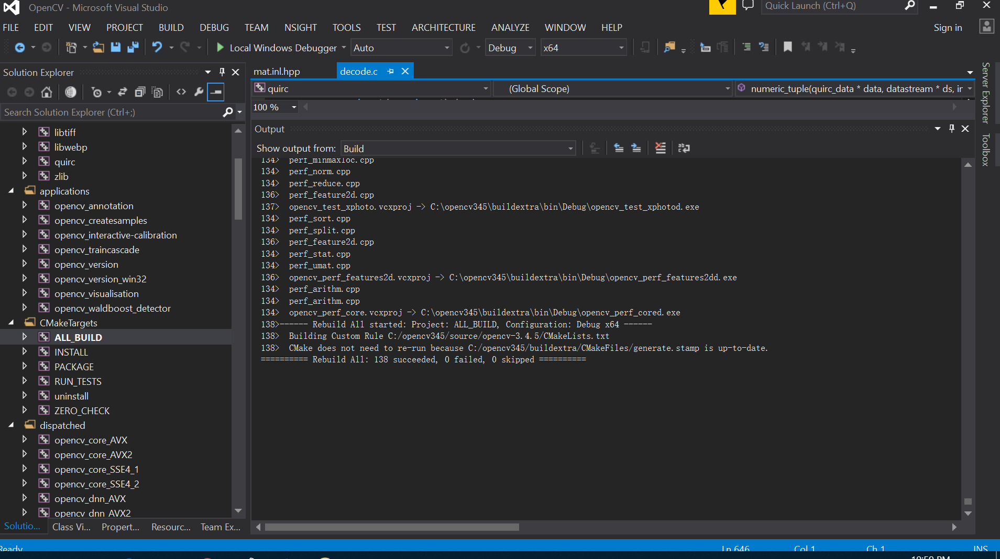 OpenCV - Microsoft Visual Studio
Quick Launch (Ctrl+Q)
FILE EDIT VIEW PROJECT BUILD DEBUG TEAM NSIGHT TOOLS TEST ARCHITECTURE ANALYZE WINDOW HELP Sign in
Local Windows Debugger Auto Debug x64
Solution Explorer
Search Solution Explorer (Ctrl+;)
libtiff
libwebp
quirc
zlib
applications
opencv_annotation
opencv_createsamples
opencv_interactive-calibration
opencv_traincascade
opencv_version
opencv_version_win32
opencv_visualisation
opencv_waldboost_detector
CMakeTargets
ALL_BUILD
INSTALL
PACKAGE
RUN_TESTS
uninstall
ZERO_CHECK
dispatched
opencv_core_AVX
opencv_core_AVX2
opencv_core_SSE4_1
opencv_core_SSE4_2
opencv_dnn_AVX
opencv_dnn_AVX2
Solutio... Class Vi... Propert... Resourc... Team Ex...
mat.inl.hpp decode.c
quirc (Global Scope) numeric_tuple(quirc_data * data, datastream * ds, ir
100 %
Output
Show output from: Build
134> perf_minmaxloc.cpp
134> perf_norm.cpp
134> perf_reduce.cpp
136> perf_feature2d.cpp
137> opencv_test_xphoto.vcxproj -> C:\opencv345\buildextra\bin\Debug\opencv_test_xphotod.exe
134> perf_sort.cpp
134> perf_split.cpp
136> perf_feature2d.cpp
134> perf_stat.cpp
134> perf_umat.cpp
136> opencv_perf_features2d.vcxproj -> C:\opencv345\buildextra\bin\Debug\opencv_perf_features2dd.exe
134> perf_arithm.cpp
134> perf_arithm.cpp
134> opencv_perf_core.vcxproj -> C:\opencv345\buildextra\bin\Debug\opencv_perf_cored.exe
138>------ Rebuild All started: Project: ALL_BUILD, Configuration: Debug x64 ------
138> Building Custom Rule C:/opencv345/source/opencv-3.4.5/CMakeLists.txt
138> CMake does not need to re-run because C:/opencv345/buildextra/CMakeFiles/generate.stamp is up-to-date.
========== Rebuild All: 138 succeeded, 0 failed, 0 skipped ==========
Server Explorer
Toolbox
Ready Ln 646 Col 1 Ch 1 INS
10:59 PM